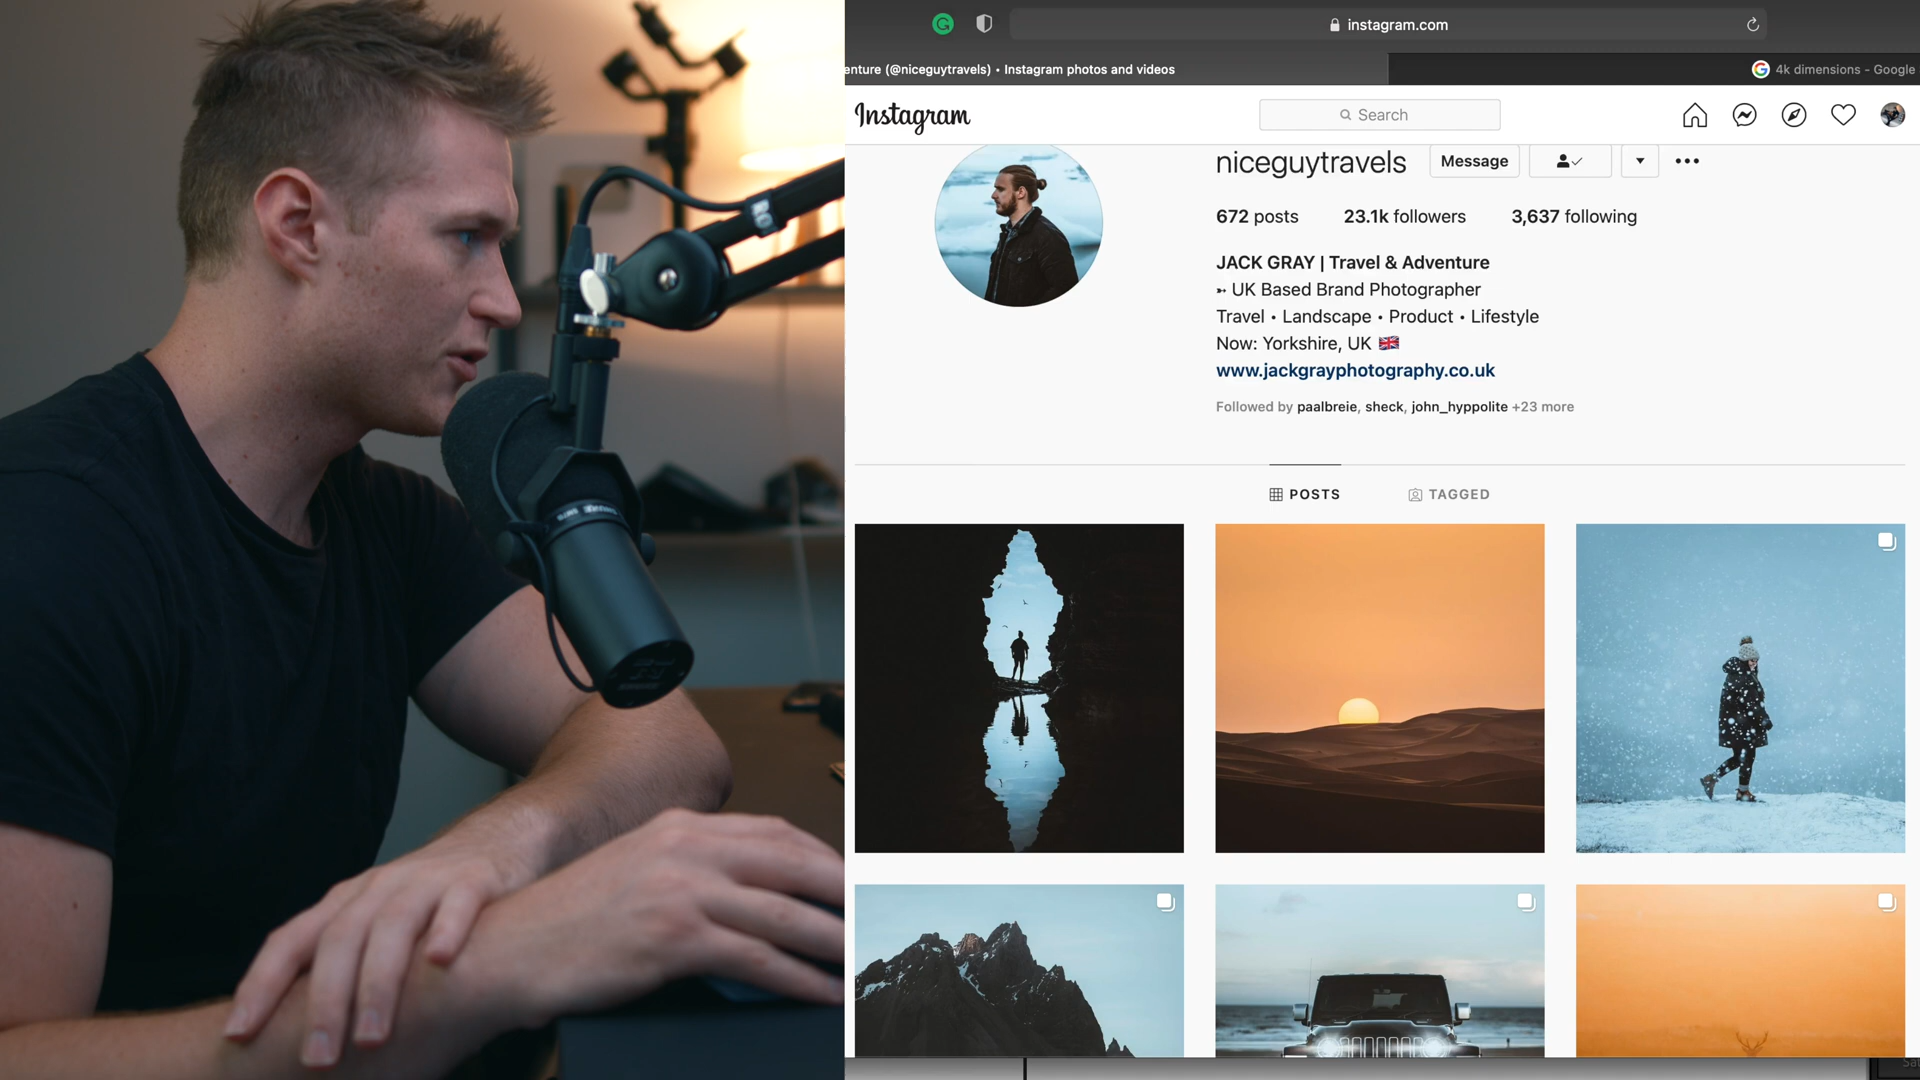 instagram.com
enture (@niceguytravels) • Instagram photos and videos
4k dimensions - Google
Instagram
Search
niceguytravels
Message
672 posts
23.1k followers
3,637 following
JACK GRAY | Travel & Adventure
➳ UK Based Brand Photographer
Travel • Landscape • Product • Lifestyle
Now: Yorkshire, UK 🇬🇧
www.jackgrayphotography.co.uk
Followed by paalbreie, sheck, john_hyppolite +23 more
POSTS
TAGGED